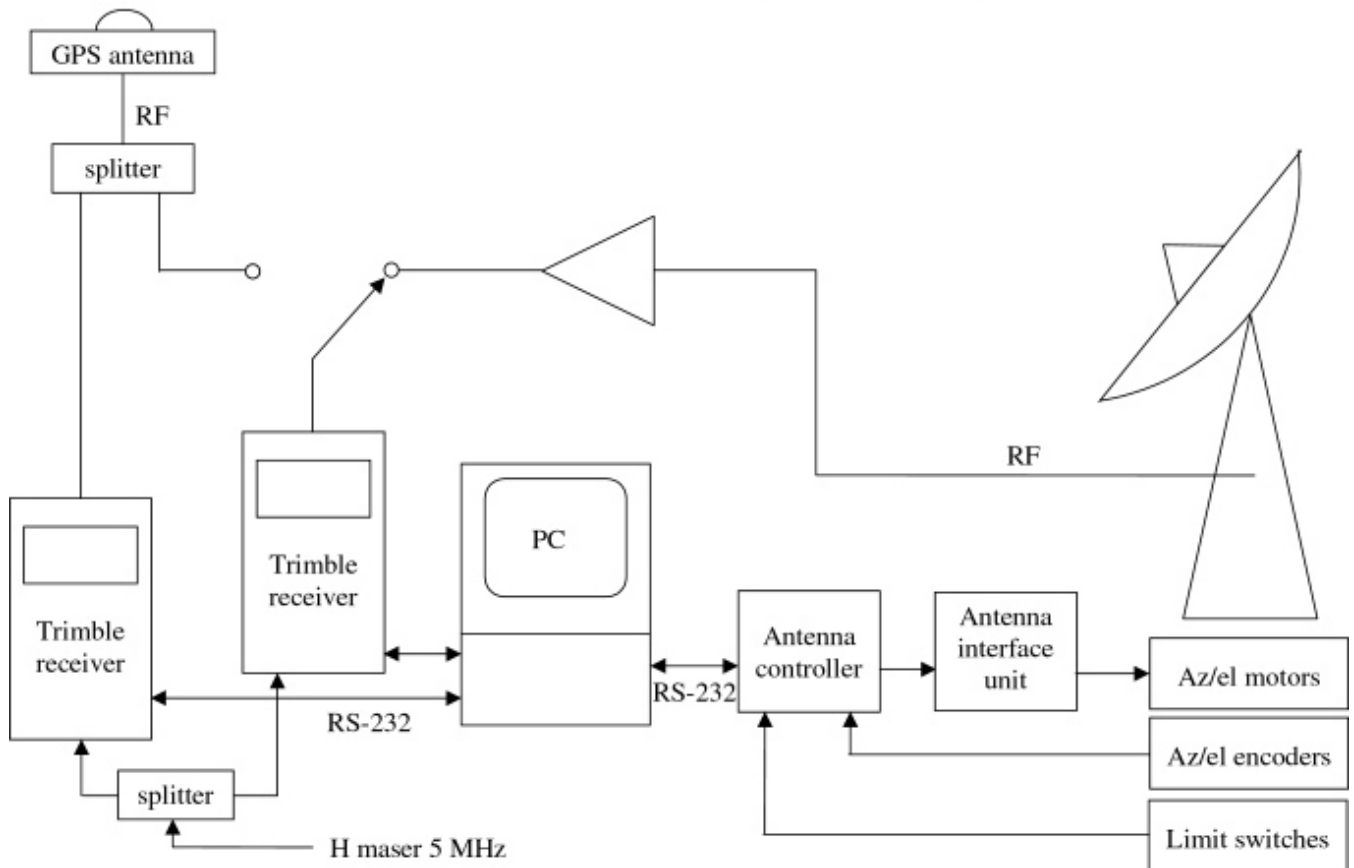 GPS antenna
RF
splitter
RF
PC
Trimble
receiver
Trimble
receiver
Antenna
controller
Antenna
interface
unit
Az/el motors
RS-232
RS-232
Az/el encoders
splitter
H maser 5 MHz
Limit switches